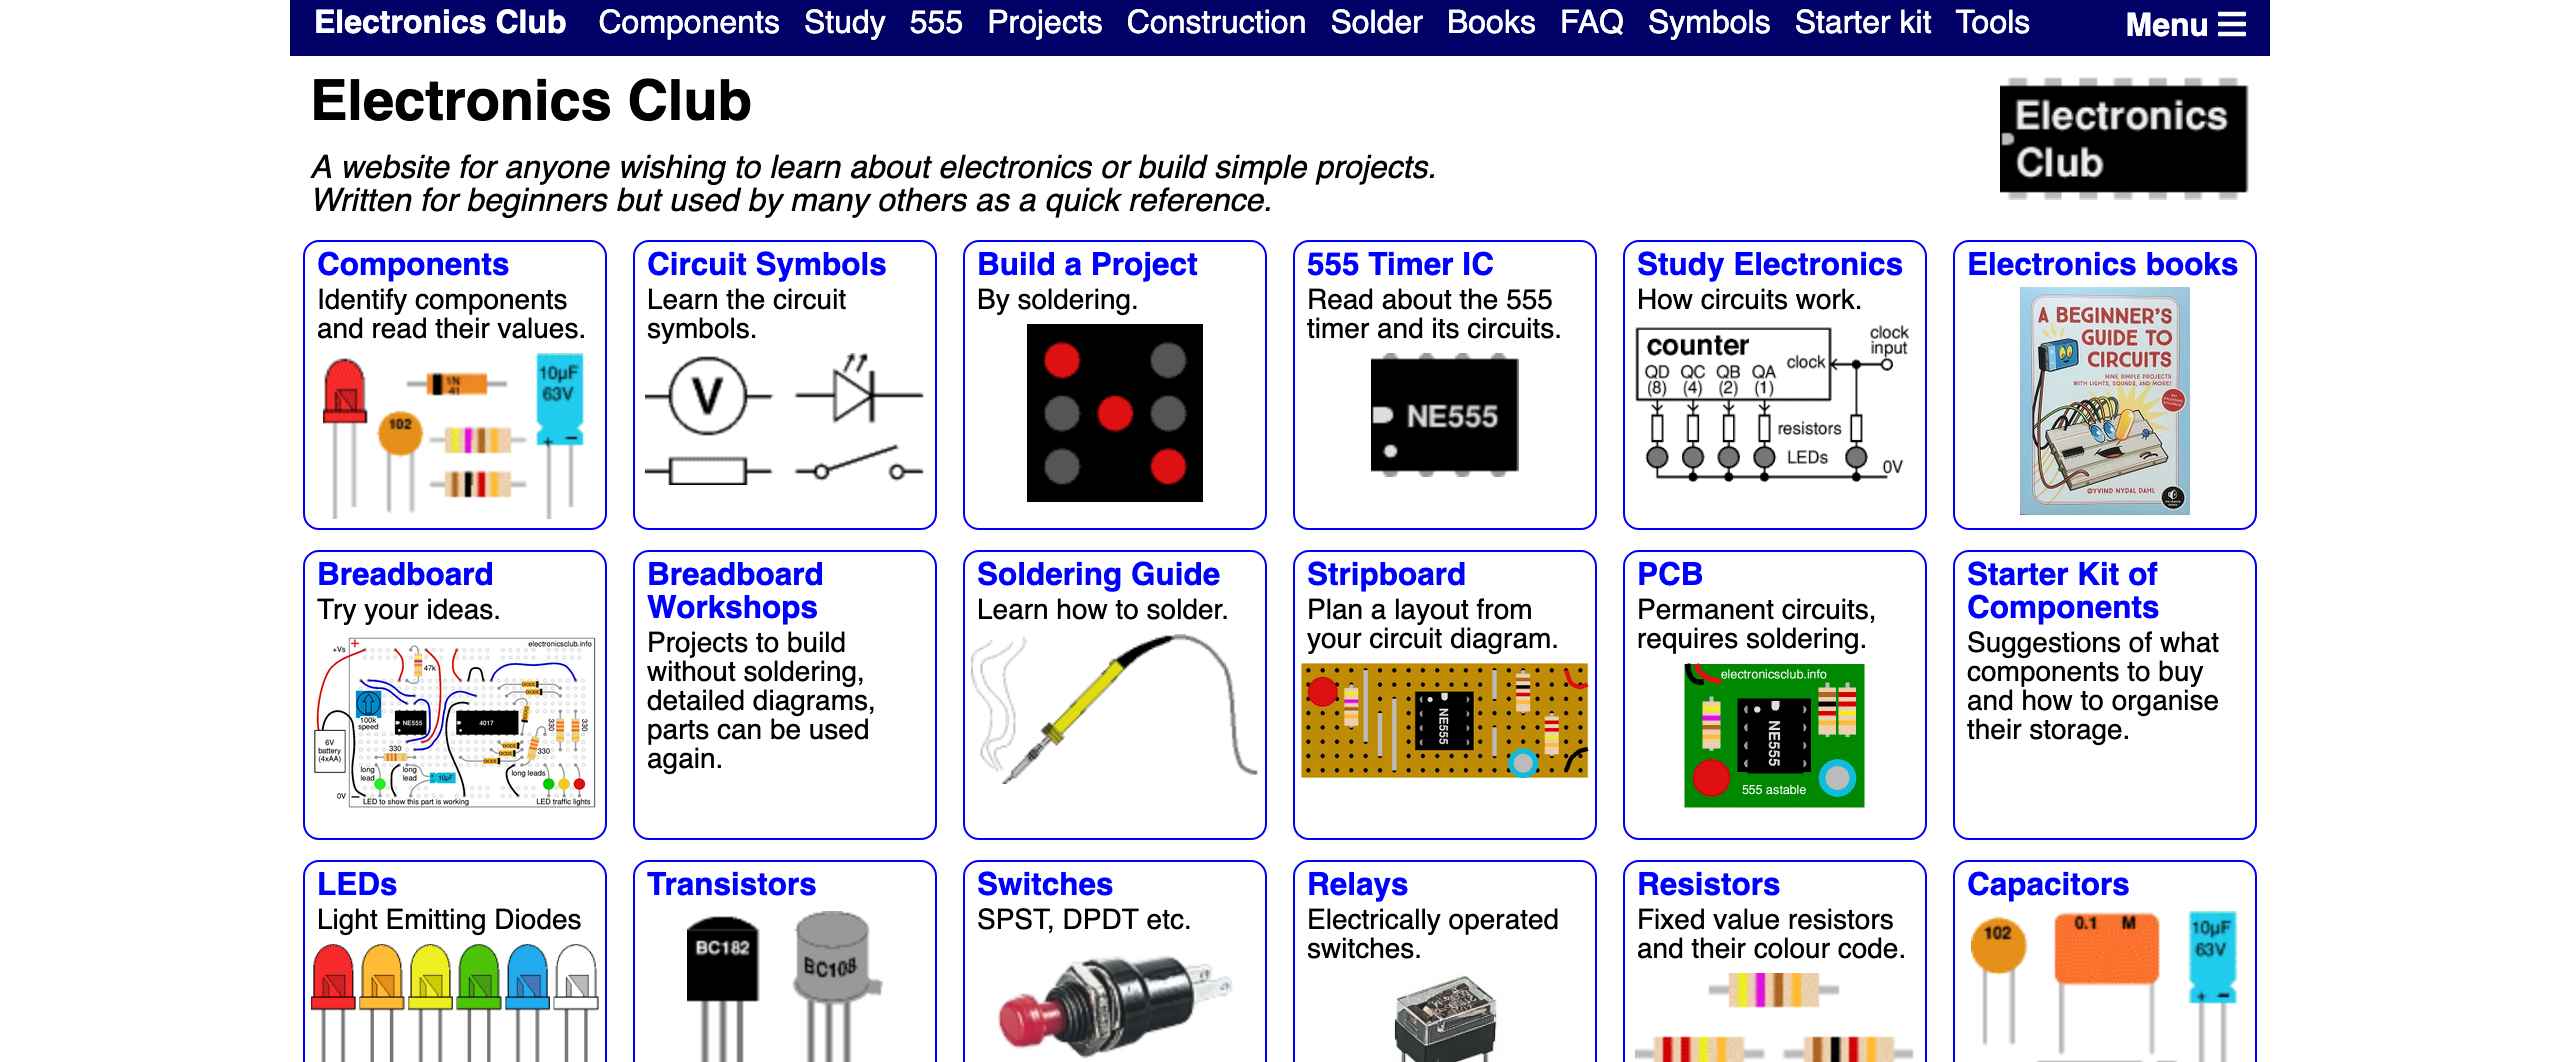 Electronics Club Components Study 555 Projects Construction Solder Books FAQ Symbols Starter kit Tools Menu
Electronics Club
A website for anyone wishing to learn about electronics or build simple projects.
Written for beginners but used by many others as a quick reference.
Electronics
Club
Components
Identify components
and read their values.
1N
41
10µF
63V
102
+ −
Circuit Symbols
Learn the circuit
symbols.
V
Build a Project
By soldering.
555 Timer IC
Read about the 555
timer and its circuits.
NE555
Study Electronics
How circuits work.
counter
clock
clock
input
QD QC QB QA
(8) (4) (2) (1)
resistors
LEDs
0V
Electronics books
A BEGINNER'S
GUIDE TO
CIRCUITS
NINE SIMPLE PROJECTS
WITH LIGHTS, SOUNDS, AND MORE!
ØYVIND NYDAL DAHL
Breadboard
Try your ideas.
electronicsclub.info
+Vs +
47k
100k
speed
NE555
4017
330
330
6V
battery
(4xAA)
330
330
long
lead
long
lead
10µF
long leads
0V −
LED to show this part is working
LED traffic lights
Breadboard
Workshops
Projects to build
without soldering,
detailed diagrams,
parts can be used
again.
Soldering Guide
Learn how to solder.
Stripboard
Plan a layout from
your circuit diagram.
NE555
PCB
Permanent circuits,
requires soldering.
electronicsclub.info
NE555
555 astable
Starter Kit of
Components
Suggestions of what
components to buy
and how to organise
their storage.
LEDs
Light Emitting Diodes
Transistors
BC182
BC108
Switches
SPST, DPDT etc.
Relays
Electrically operated
switches.
Resistors
Fixed value resistors
and their colour code.
Capacitors
102
0.1 M
10µF
63V
+ −